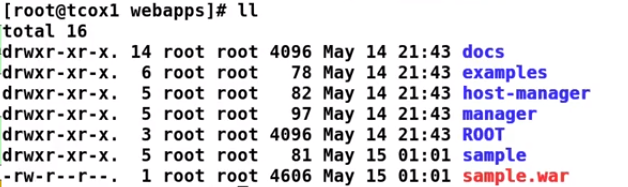 [root@tcox1 webapps]# ll
total 16
drwxr-xr-x. 14 root root 4096 May 14 21:43 docs
drwxr-xr-x.  6 root root   78 May 14 21:43 examples
drwxr-xr-x.  5 root root   82 May 14 21:43 host-manager
drwxr-xr-x.  5 root root   97 May 14 21:43 manager
drwxr-xr-x.  3 root root 4096 May 14 21:43 ROOT
drwxr-xr-x.  5 root root   81 May 15 01:01 sample
-rw-r--r--.  1 root root 4606 May 15 01:01 sample.war